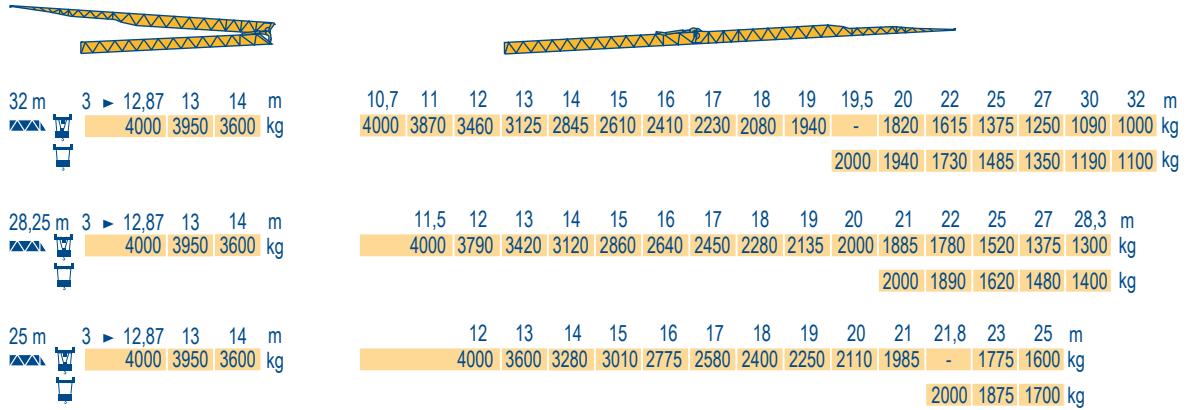 32 m 3 ► 12,87 13 14 m 10,7 11 12 13 14 15 16 17 18 19 19,5 20 22 25 27 30 32 m
4000 3950 3600 kg 4000 3870 3460 3125 2845 2610 2410 2230 2080 1940 - 1820 1615 1375 1250 1090 1000 kg
2000 1940 1730 1485 1350 1190 1100 kg
28,25 m 3 ► 12,87 13 14 m 11,5 12 13 14 15 16 17 18 19 20 21 22 25 27 28,3 m
4000 3950 3600 kg 4000 3790 3420 3120 2860 2640 2450 2280 2135 2000 1885 1780 1520 1375 1300 kg
2000 1890 1620 1480 1400 kg
25 m 3 ► 12,87 13 14 m 12 13 14 15 16 17 18 19 20 21 21,8 23 25 m
4000 3950 3600 kg 4000 3600 3280 3010 2775 2580 2400 2250 2110 1985 - 1775 1600 kg
2000 1875 1700 kg